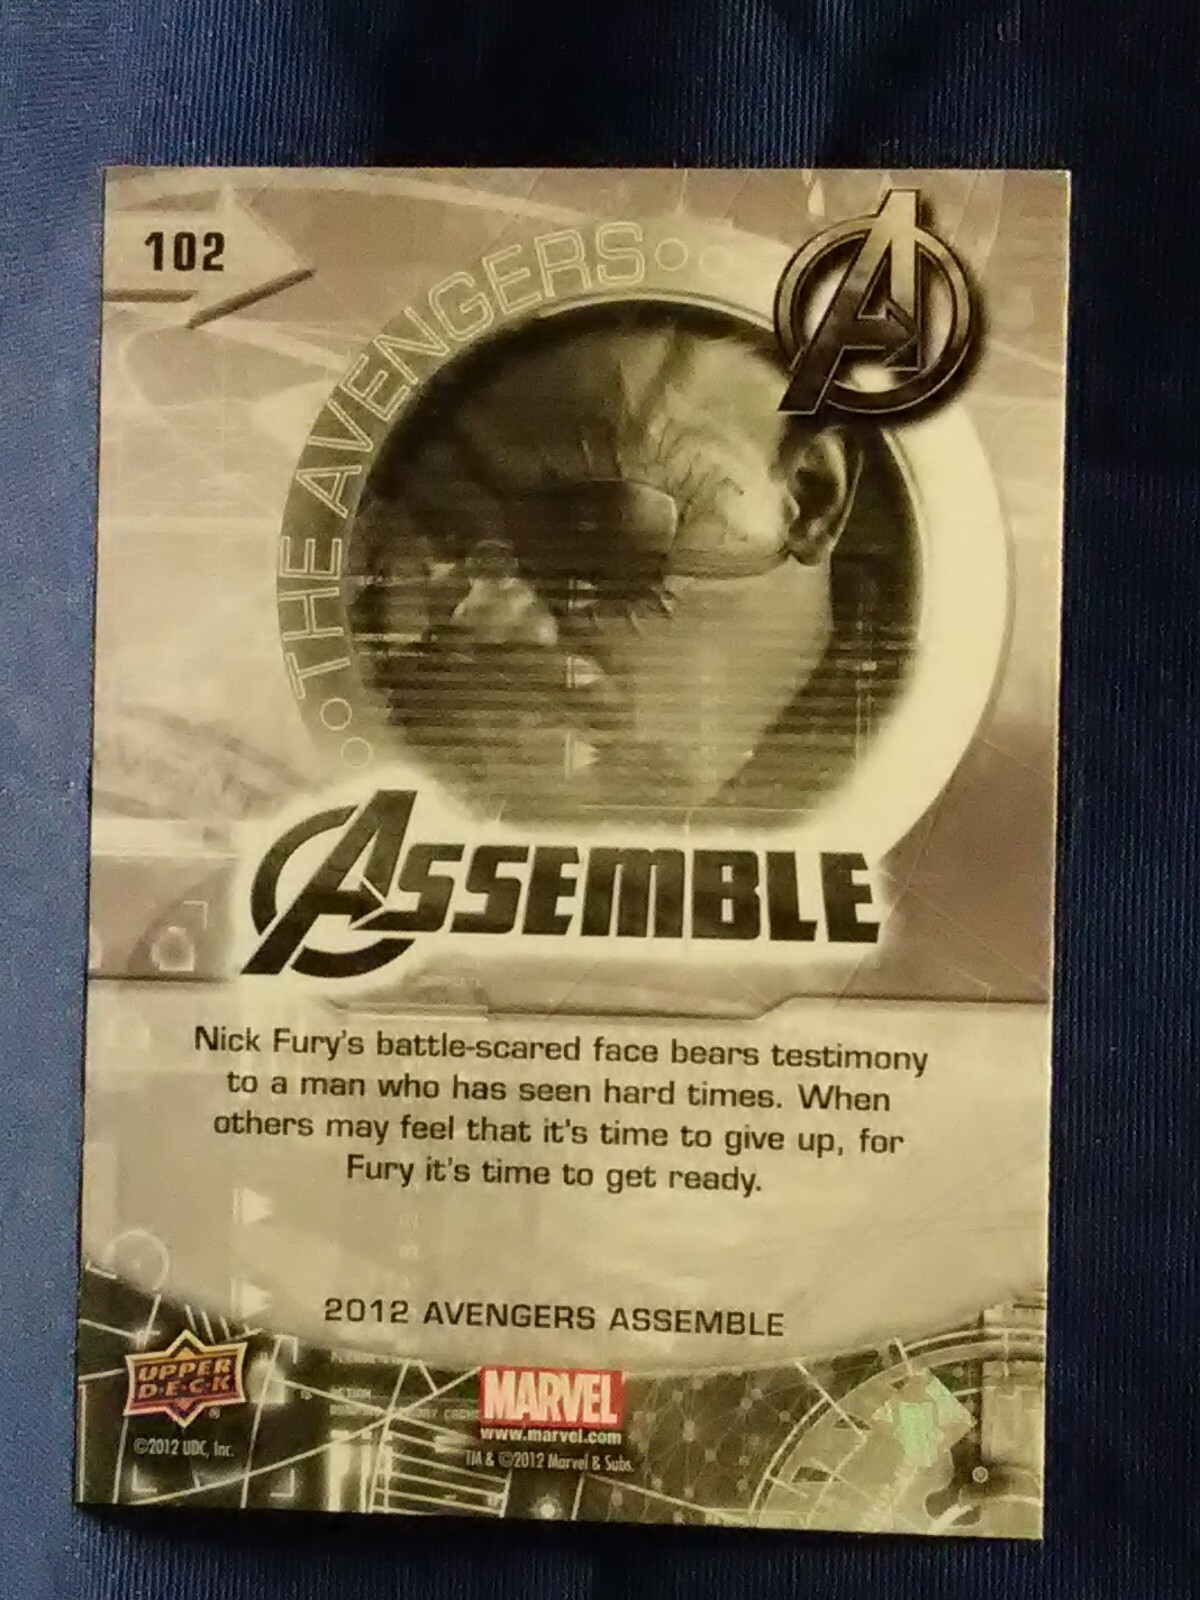 102
THE AVENGERS
ASSEMBLE
Nick Fury's battle-scared face bears testimony
to a man who has seen hard times. When
others may feel that it's time to give up, for
Fury it's time to get ready.
2012 AVENGERS ASSEMBLE
UPPER
D·E·C·K
®
©2012 UDC, Inc.
MARVEL
www.marvel.com
TM & ©2012 Marvel & Subs.